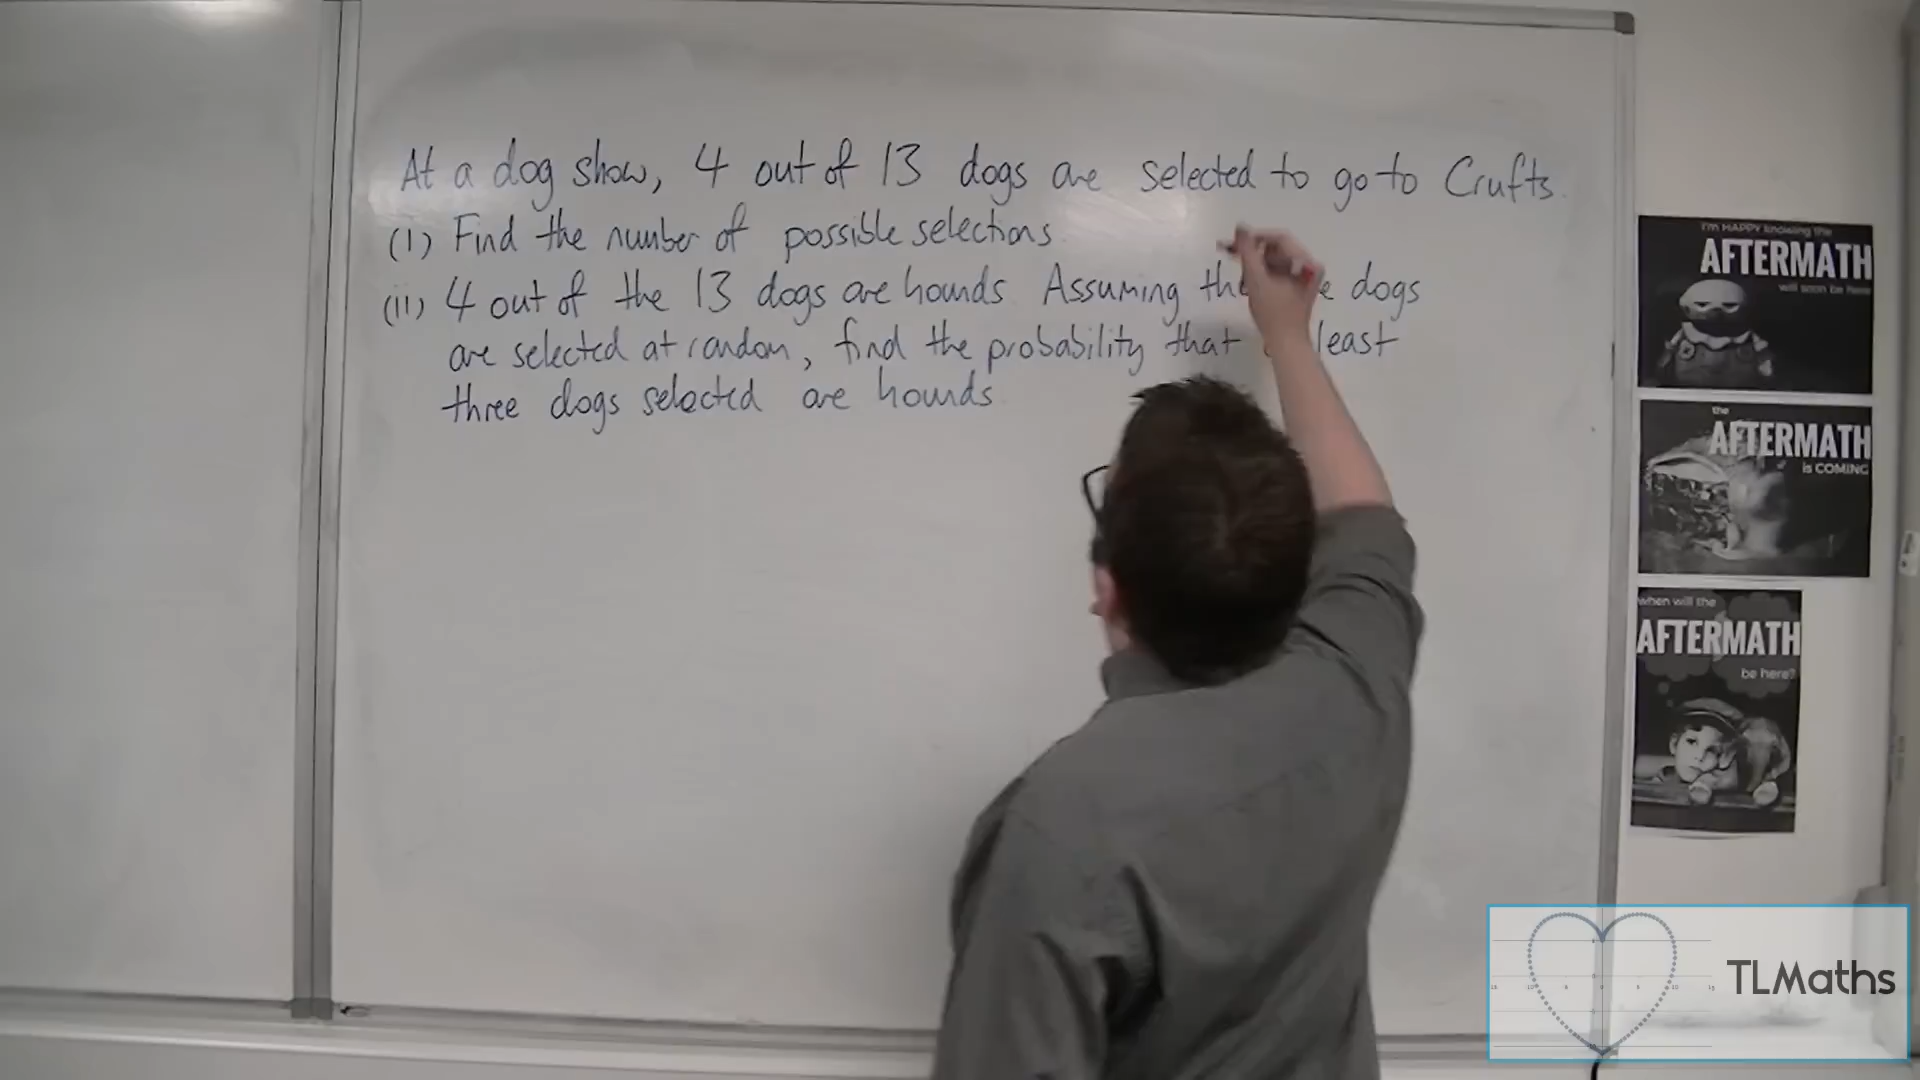 At a dog show, 4 out of 13 dogs are selected to go to Crufts.
(i) Find the number of possible selections.
(ii) 4 out of the 13 dogs are hounds. Assuming the dogs
are selected at random, find the probability that least
three dogs selected are hounds.
I'm HAPPY knowing the
AFTERMATH
will soon be here
the
AFTERMATH
is COMING
when will the
AFTERMATH
be here?
TLMaths